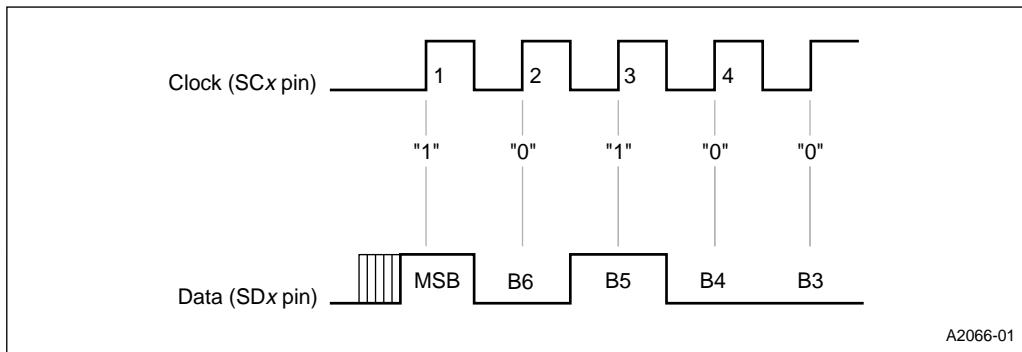 Clock (SCx pin)
1 2 3 4
"1" "0" "1" "0" "0"
MSB B6 B5 B4 B3
Data (SDx pin)
A2066-01